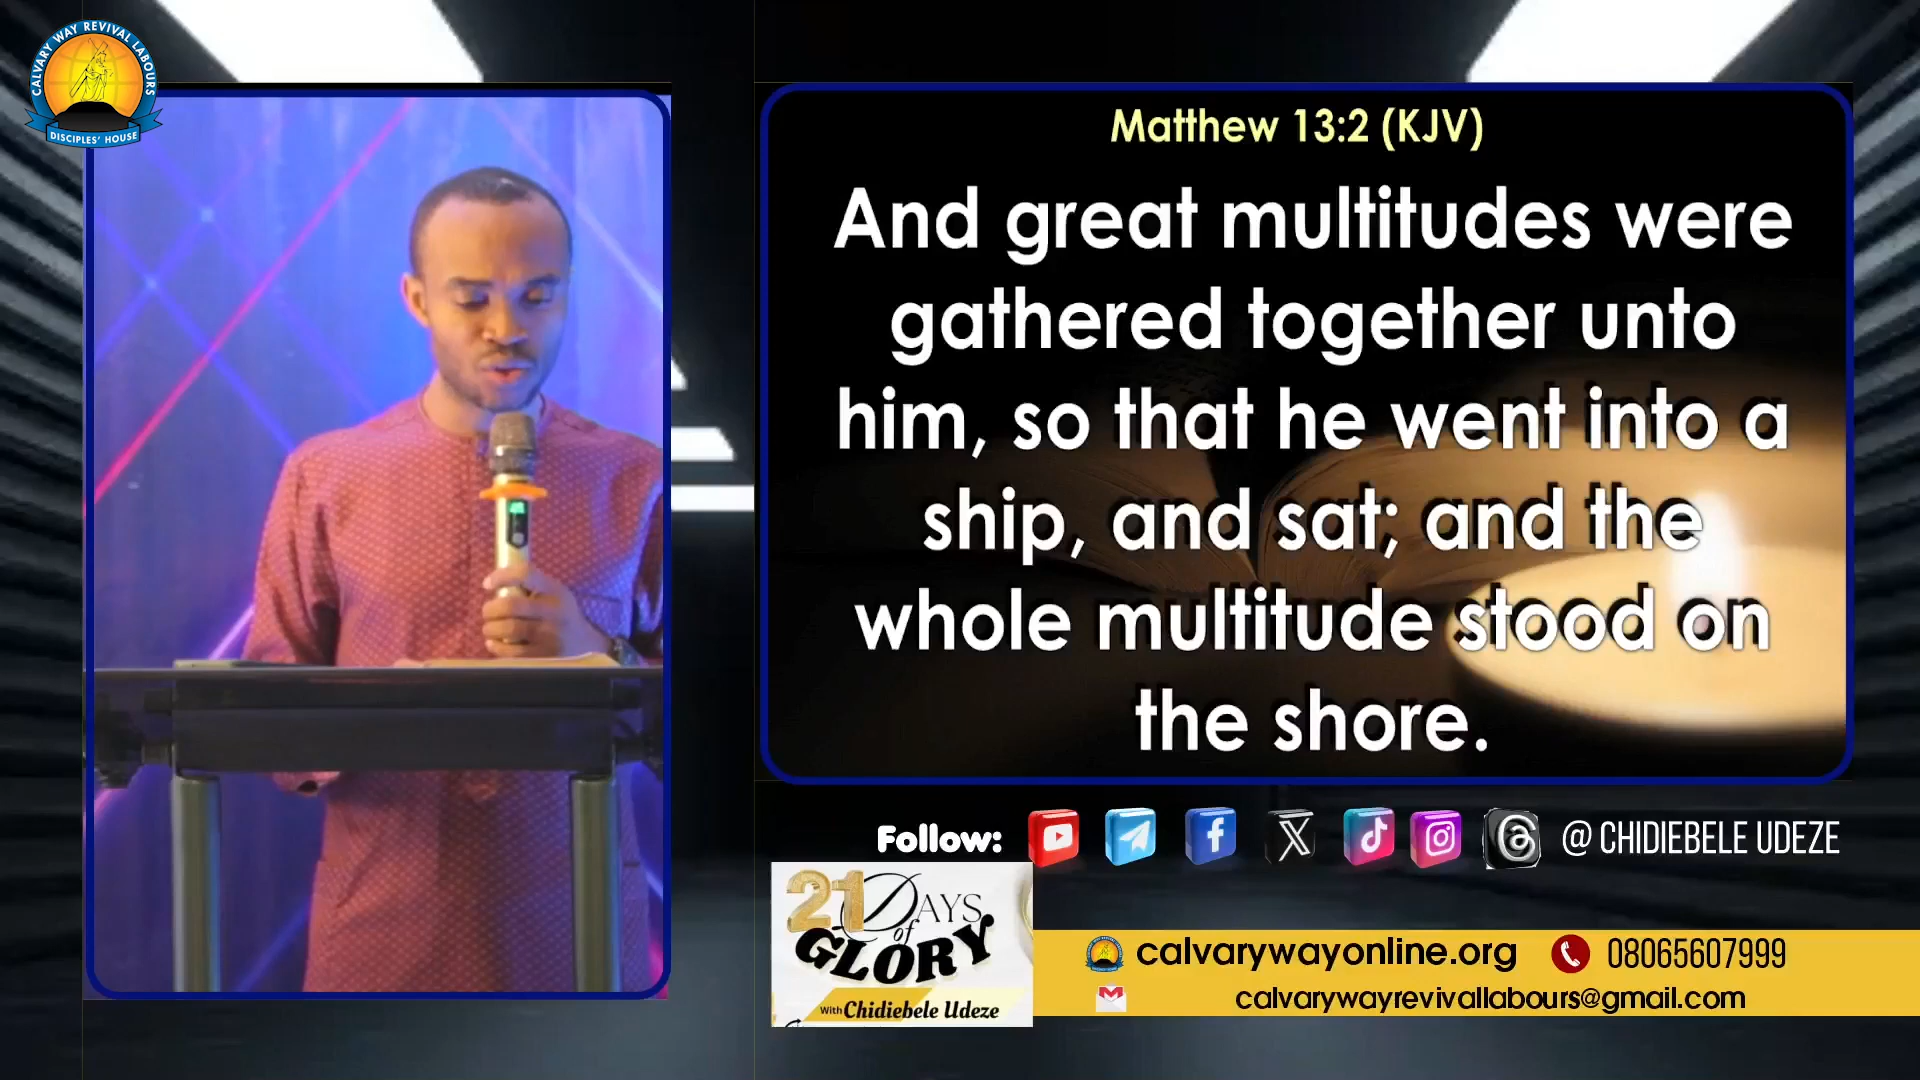 CALVARY WAY REVIVAL LABOURS
DISCIPLES' HOUSE
Matthew 13:2 (KJV)
And great multitudes were
gathered together unto
him, so that he went into a
ship, and sat; and the
whole multitude stood on
the shore.
Follow:
@ CHIDIEBELE UDEZE
21 DAYS
of
GLORY
With Chidiebele Udeze
calvarywayonline.org
08065607999
calvarywayrevivallabours@gmail.com